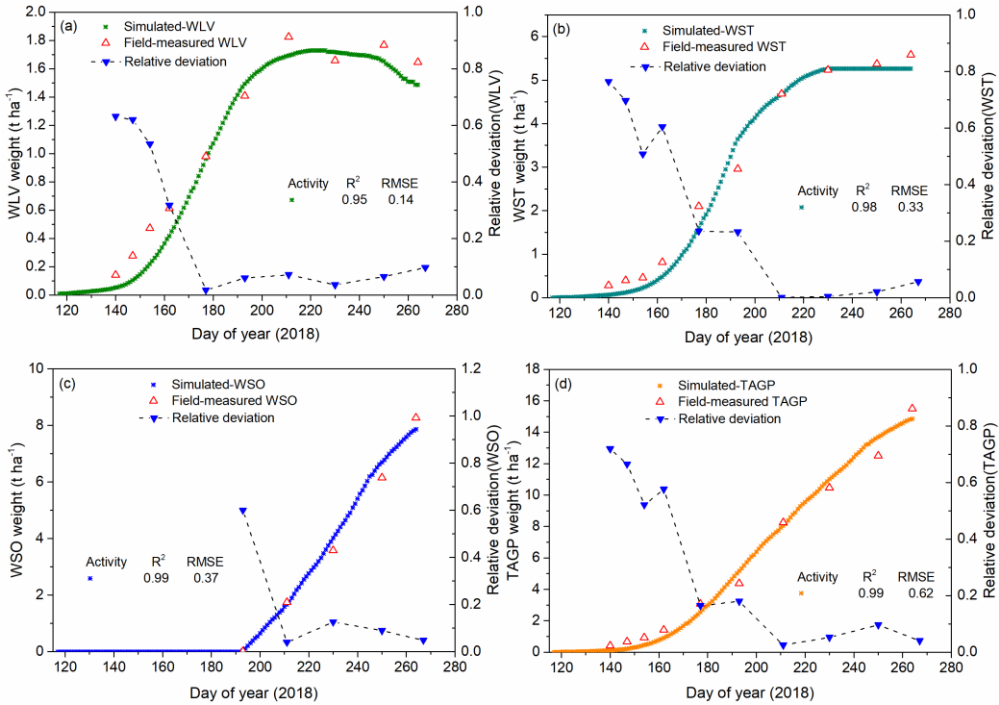 (a)
Simulated-WLV
Field-measured WLV
Relative deviation
Activity R² RMSE
0.95 0.14
WLV weight (t ha⁻¹)
2.0
1.8
1.6
1.4
1.2
1.0
0.8
0.6
0.4
0.2
0.0
Relative deviation(WLV)
1.0
0.8
0.6
0.4
0.2
0.0
120 140 160 180 200 220 240 260 280
Day of year (2018)
(b)
Simulated-WST
Field-measured WST
Relative deviation
Activity R² RMSE
0.98 0.33
WST weight (t ha⁻¹)
6
5
4
3
2
1
0
Relative deviation(WST)
1.0
0.8
0.6
0.4
0.2
0.0
120 140 160 180 200 220 240 260 280
Day of year (2018)
(c)
Simulated-WSO
Field-measured WSO
Relative deviation
Activity R² RMSE
0.99 0.37
WSO weight (t ha⁻¹)
10
8
6
4
2
0
Relative deviation(WSO)
1.2
1.0
0.8
0.6
0.4
0.2
0.0
120 140 160 180 200 220 240 260 280
Day of year (2018)
(d)
Simulated-TAGP
Field-measured TAGP
Relative deviation
Activity R² RMSE
0.99 0.62
TAGP weight (t ha⁻¹)
18
16
14
12
10
8
6
4
2
0
Relative deviation(TAGP)
1.0
0.8
0.6
0.4
0.2
0.0
120 140 160 180 200 220 240 260 280
Day of year (2018)